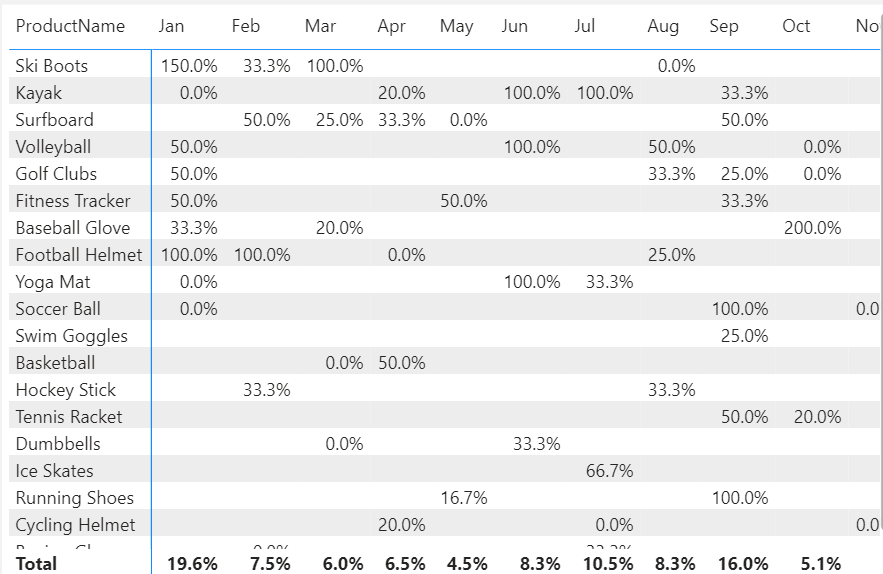 ProductName Jan Feb Mar Apr May Jun Jul Aug Sep Oct No
Ski Boots 150.0% 33.3% 100.0% 0.0%
Kayak 0.0% 20.0% 100.0% 100.0% 33.3%
Surfboard 50.0% 25.0% 33.3% 0.0% 50.0%
Volleyball 50.0% 100.0% 50.0% 0.0%
Golf Clubs 50.0% 33.3% 25.0% 0.0%
Fitness Tracker 50.0% 50.0% 33.3%
Baseball Glove 33.3% 20.0% 200.0%
Football Helmet 100.0% 100.0% 0.0% 25.0%
Yoga Mat 0.0% 100.0% 33.3%
Soccer Ball 0.0% 100.0% 0.0
Swim Goggles 25.0%
Basketball 0.0% 50.0%
Hockey Stick 33.3% 33.3%
Tennis Racket 50.0% 20.0%
Dumbbells 0.0% 33.3%
Ice Skates 66.7%
Running Shoes 16.7% 100.0%
Cycling Helmet 20.0% 0.0% 0.0
Total 19.6% 7.5% 6.0% 6.5% 4.5% 8.3% 10.5% 8.3% 16.0% 5.1%